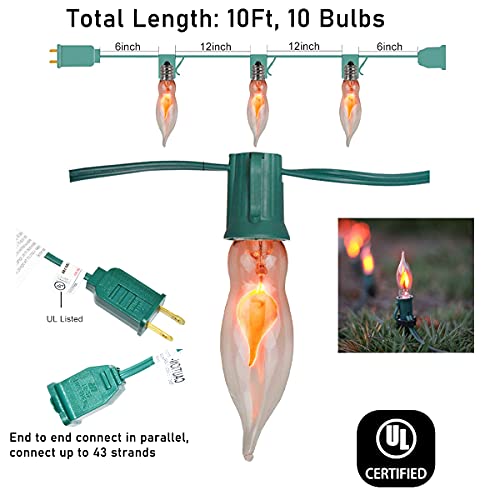 Total Length: 10Ft, 10 Bulbs
6inch 12inch 12inch 6inch
UL Listed
CAUTION:
End to end connect in parallel,
connect up to 43 strands
UL
CERTIFIED